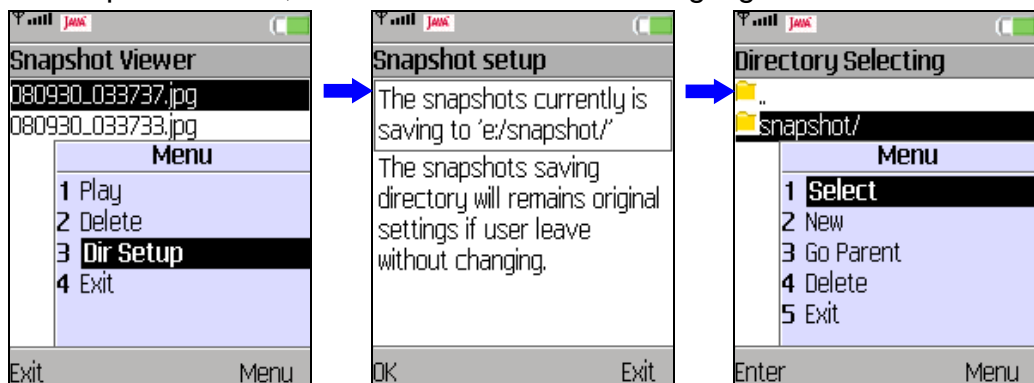 JAVA
Snapshot Viewer
080930_033737.jpg
080930_033733.jpg
Menu
1 Play
2 Delete
3 Dir Setup
4 Exit
Exit Menu
JAVA
Snapshot setup
The snapshots currently is
saving to 'e:/snapshot/'
The snapshots saving
directory will remains original
settings if user leave
without changing.
OK Exit
JAVA
Directory Selecting
..
snapshot/
Menu
1 Select
2 New
3 Go Parent
4 Delete
5 Exit
Enter Menu